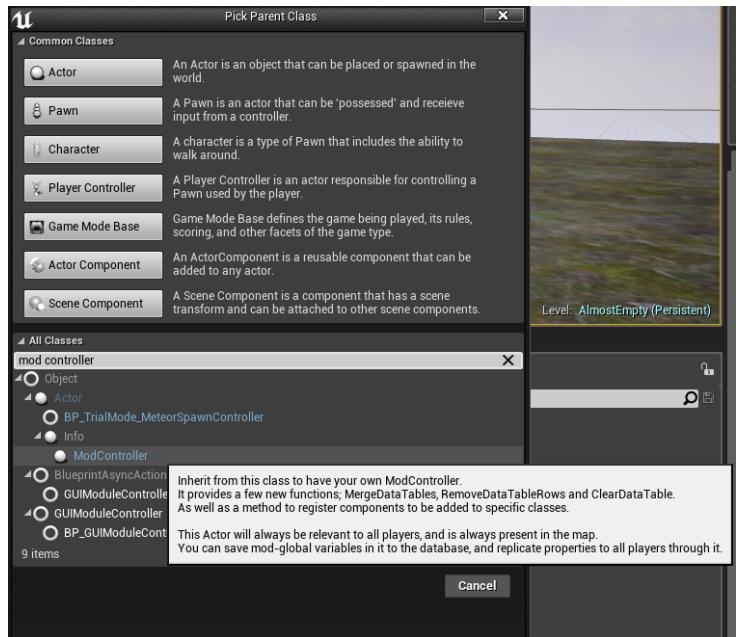 Pick Parent Class
Common Classes
Actor
An Actor is an object that can be placed or spawned in the
world.
Pawn
A Pawn is an actor that can be 'possessed' and receieve
input from a controller.
Character
A character is a type of Pawn that includes the ability to
walk around.
Player Controller
A Player Controller is an actor responsible for controlling a
Pawn used by the player.
Game Mode Base
Game Mode Base defines the game being played, its rules,
scoring, and other facets of the game type.
Actor Component
An ActorComponent is a reusable component that can be
added to any actor.
Scene Component
A Scene Component is a component that has a scene
transform and can be attached to other scene components.
Level: AlmostEmpty (Persistent)
All Classes
mod controller
Object
Actor
BP_TrialMode_MeteorSpawnController
Info
ModController
BlueprintAsyncAction
GUIModuleControlle
GUIModuleController
BP_GUIModuleCont
Inherit from this class to have your own ModController.
It provides a few new functions; MergeDataTables, RemoveDataTableRows and ClearDataTable.
As well as a method to register components to be added to specific classes.
This Actor will always be relevant to all players, and is always present in the map.
You can save mod-global variables in it to the database, and replicate properties to all players through it.
9 items
Cancel